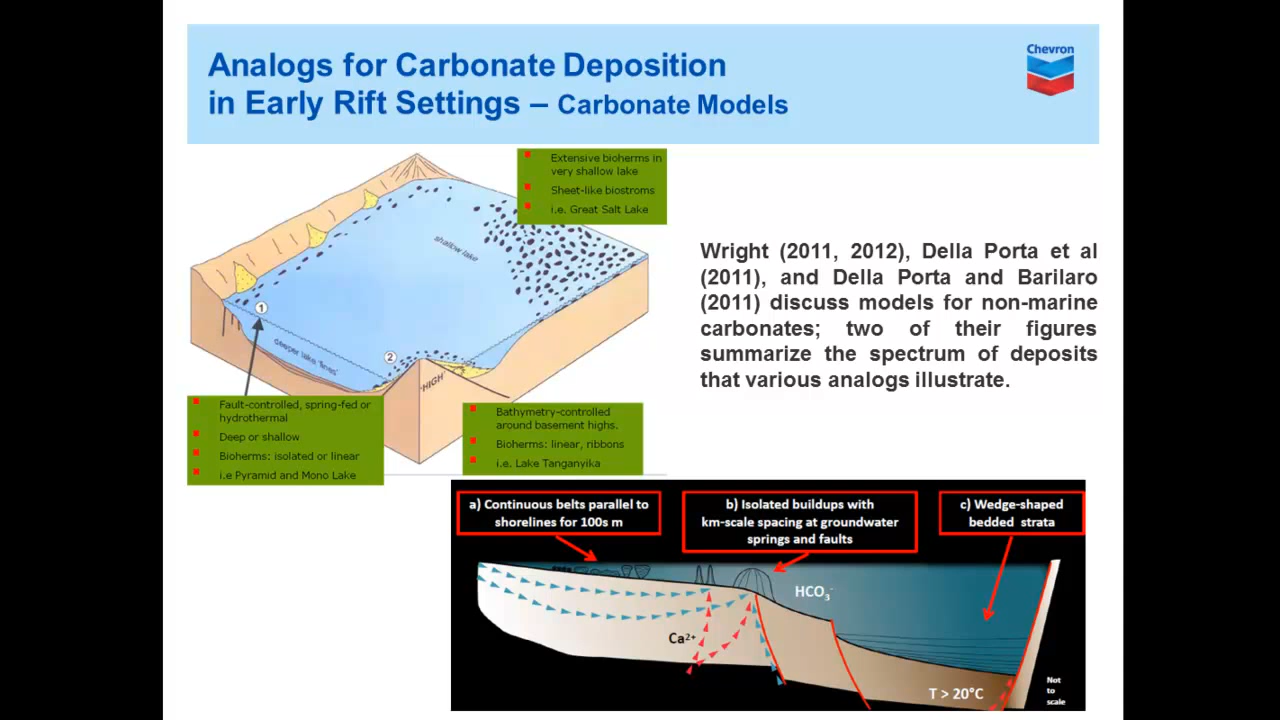 Analogs for Carbonate Deposition
in Early Rift Settings – Carbonate Models
Chevron
Extensive bioherms in
very shallow lake
Sheet-like biostroms
i.e. Great Salt Lake
shallow lake
1
deeper lake 'fines'
2
'HIGH'
Fault-controlled, spring-fed or
hydrothermal
Deep or shallow
Bioherms: isolated or linear
i.e Pyramid and Mono Lake
Bathymetry-controlled
around basement highs.
Bioherms: linear, ribbons
i.e. Lake Tanganyika
Wright (2011, 2012), Della Porta et al
(2011), and Della Porta and Barilaro
(2011) discuss models for non-marine
carbonates; two of their figures
summarize the spectrum of deposits
that various analogs illustrate.
a) Continuous belts parallel to
shorelines for 100s m
b) Isolated buildups with
km-scale spacing at groundwater
springs and faults
c) Wedge-shaped
bedded strata
HCO₃⁻
Ca²⁺
T > 20°C
Not
to
scale